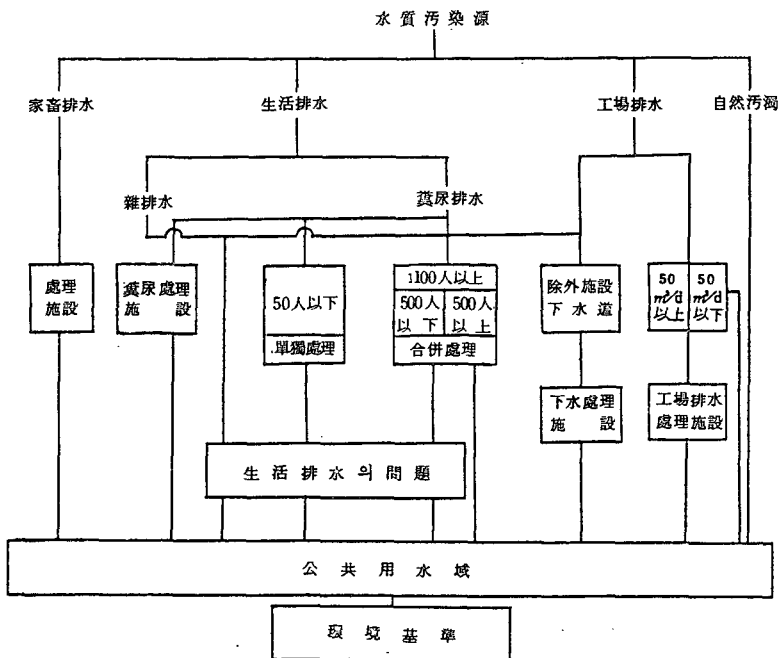 水質汚染源
家畜排水
生活排水
工場排水
自然汚濁
雜排水
糞尿排水
處理
施設
糞尿處理
施設
50人以下
單獨處理
1100人以上
500人
以下
500人
以上
合併處理
除外施設
下水道
50
m³/d
以上
50
m³/d
以下
下水處理
施設
工場排水
處理施設
生活排水의問題
公共用水域
環境基準